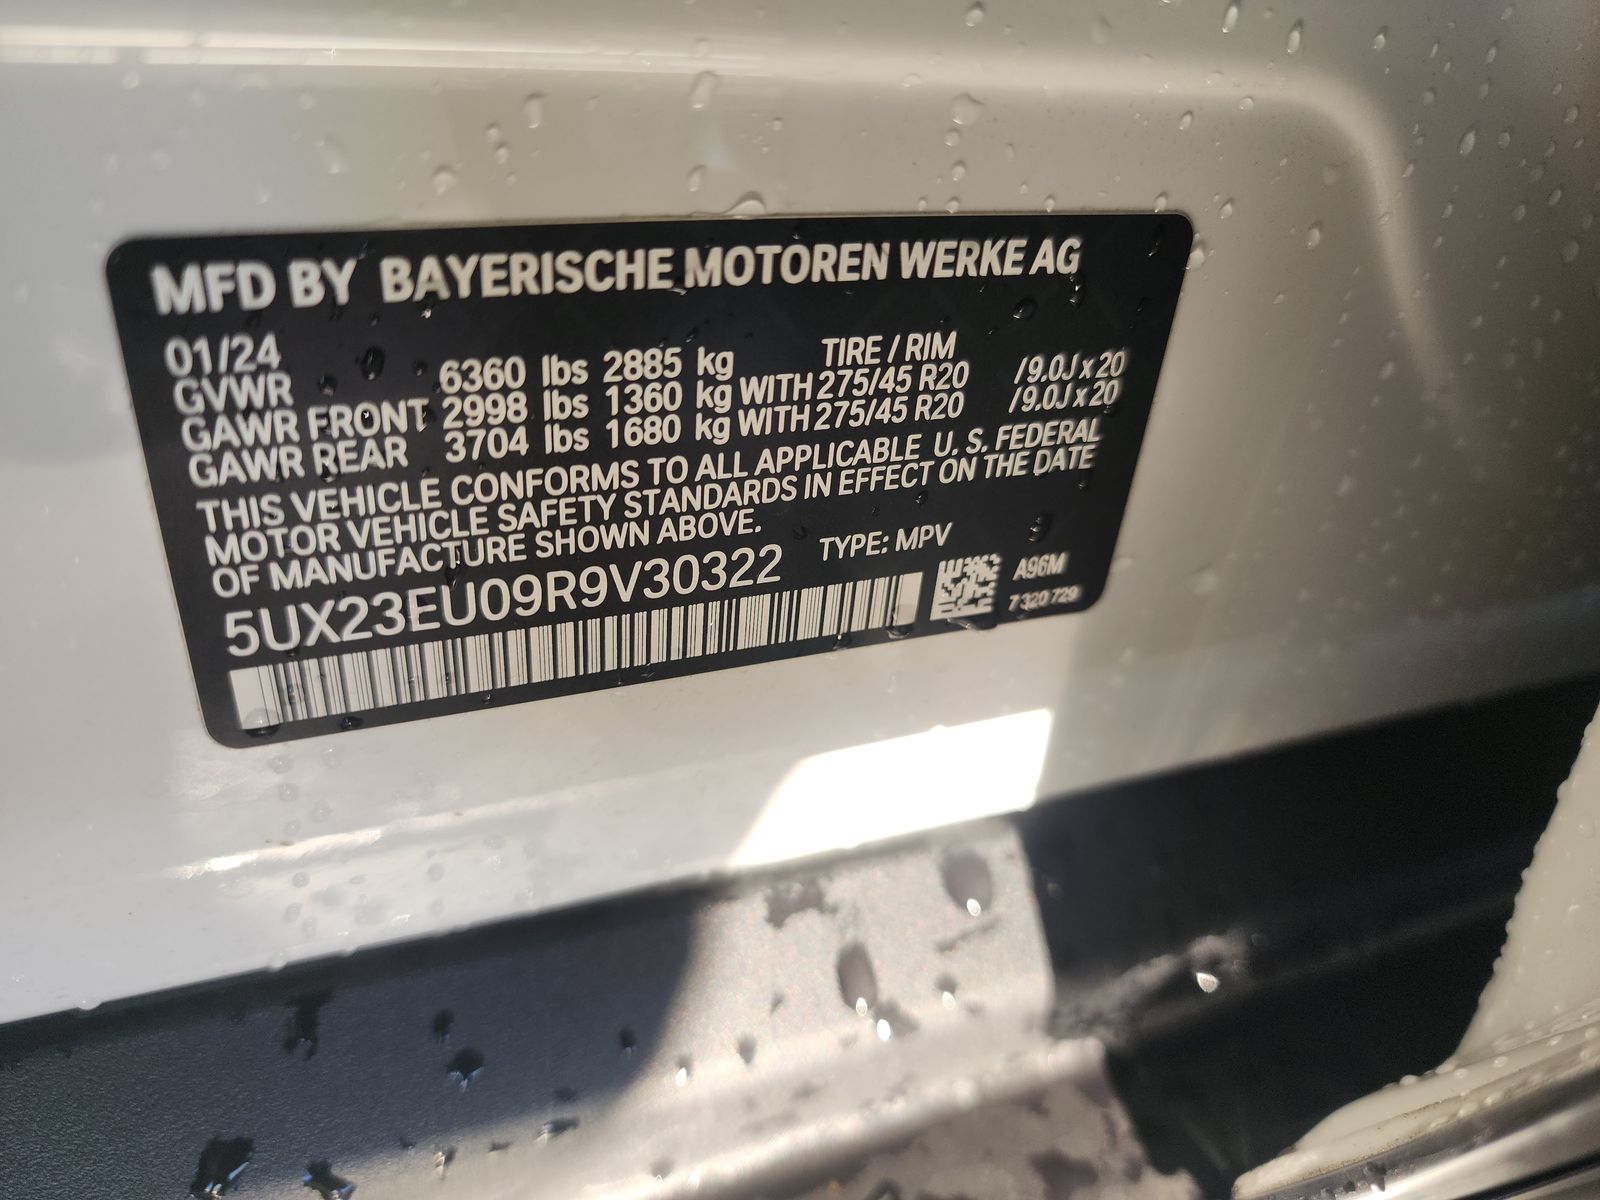 MFD BY BAYERISCHE MOTOREN WERKE AG
01/24 TIRE / RIM
GVWR 6360 lbs 2885 kg
GAWR FRONT 2998 lbs 1360 kg WITH 275/45 R20 /9.0J x 20
GAWR REAR 3704 lbs 1680 kg WITH 275/45 R20 /9.0J x 20
THIS VEHICLE CONFORMS TO ALL APPLICABLE U. S. FEDERAL
MOTOR VEHICLE SAFETY STANDARDS IN EFFECT ON THE DATE
OF MANUFACTURE SHOWN ABOVE.
5UX23EU09R9V30322 TYPE: MPV
A96M
7 320 729